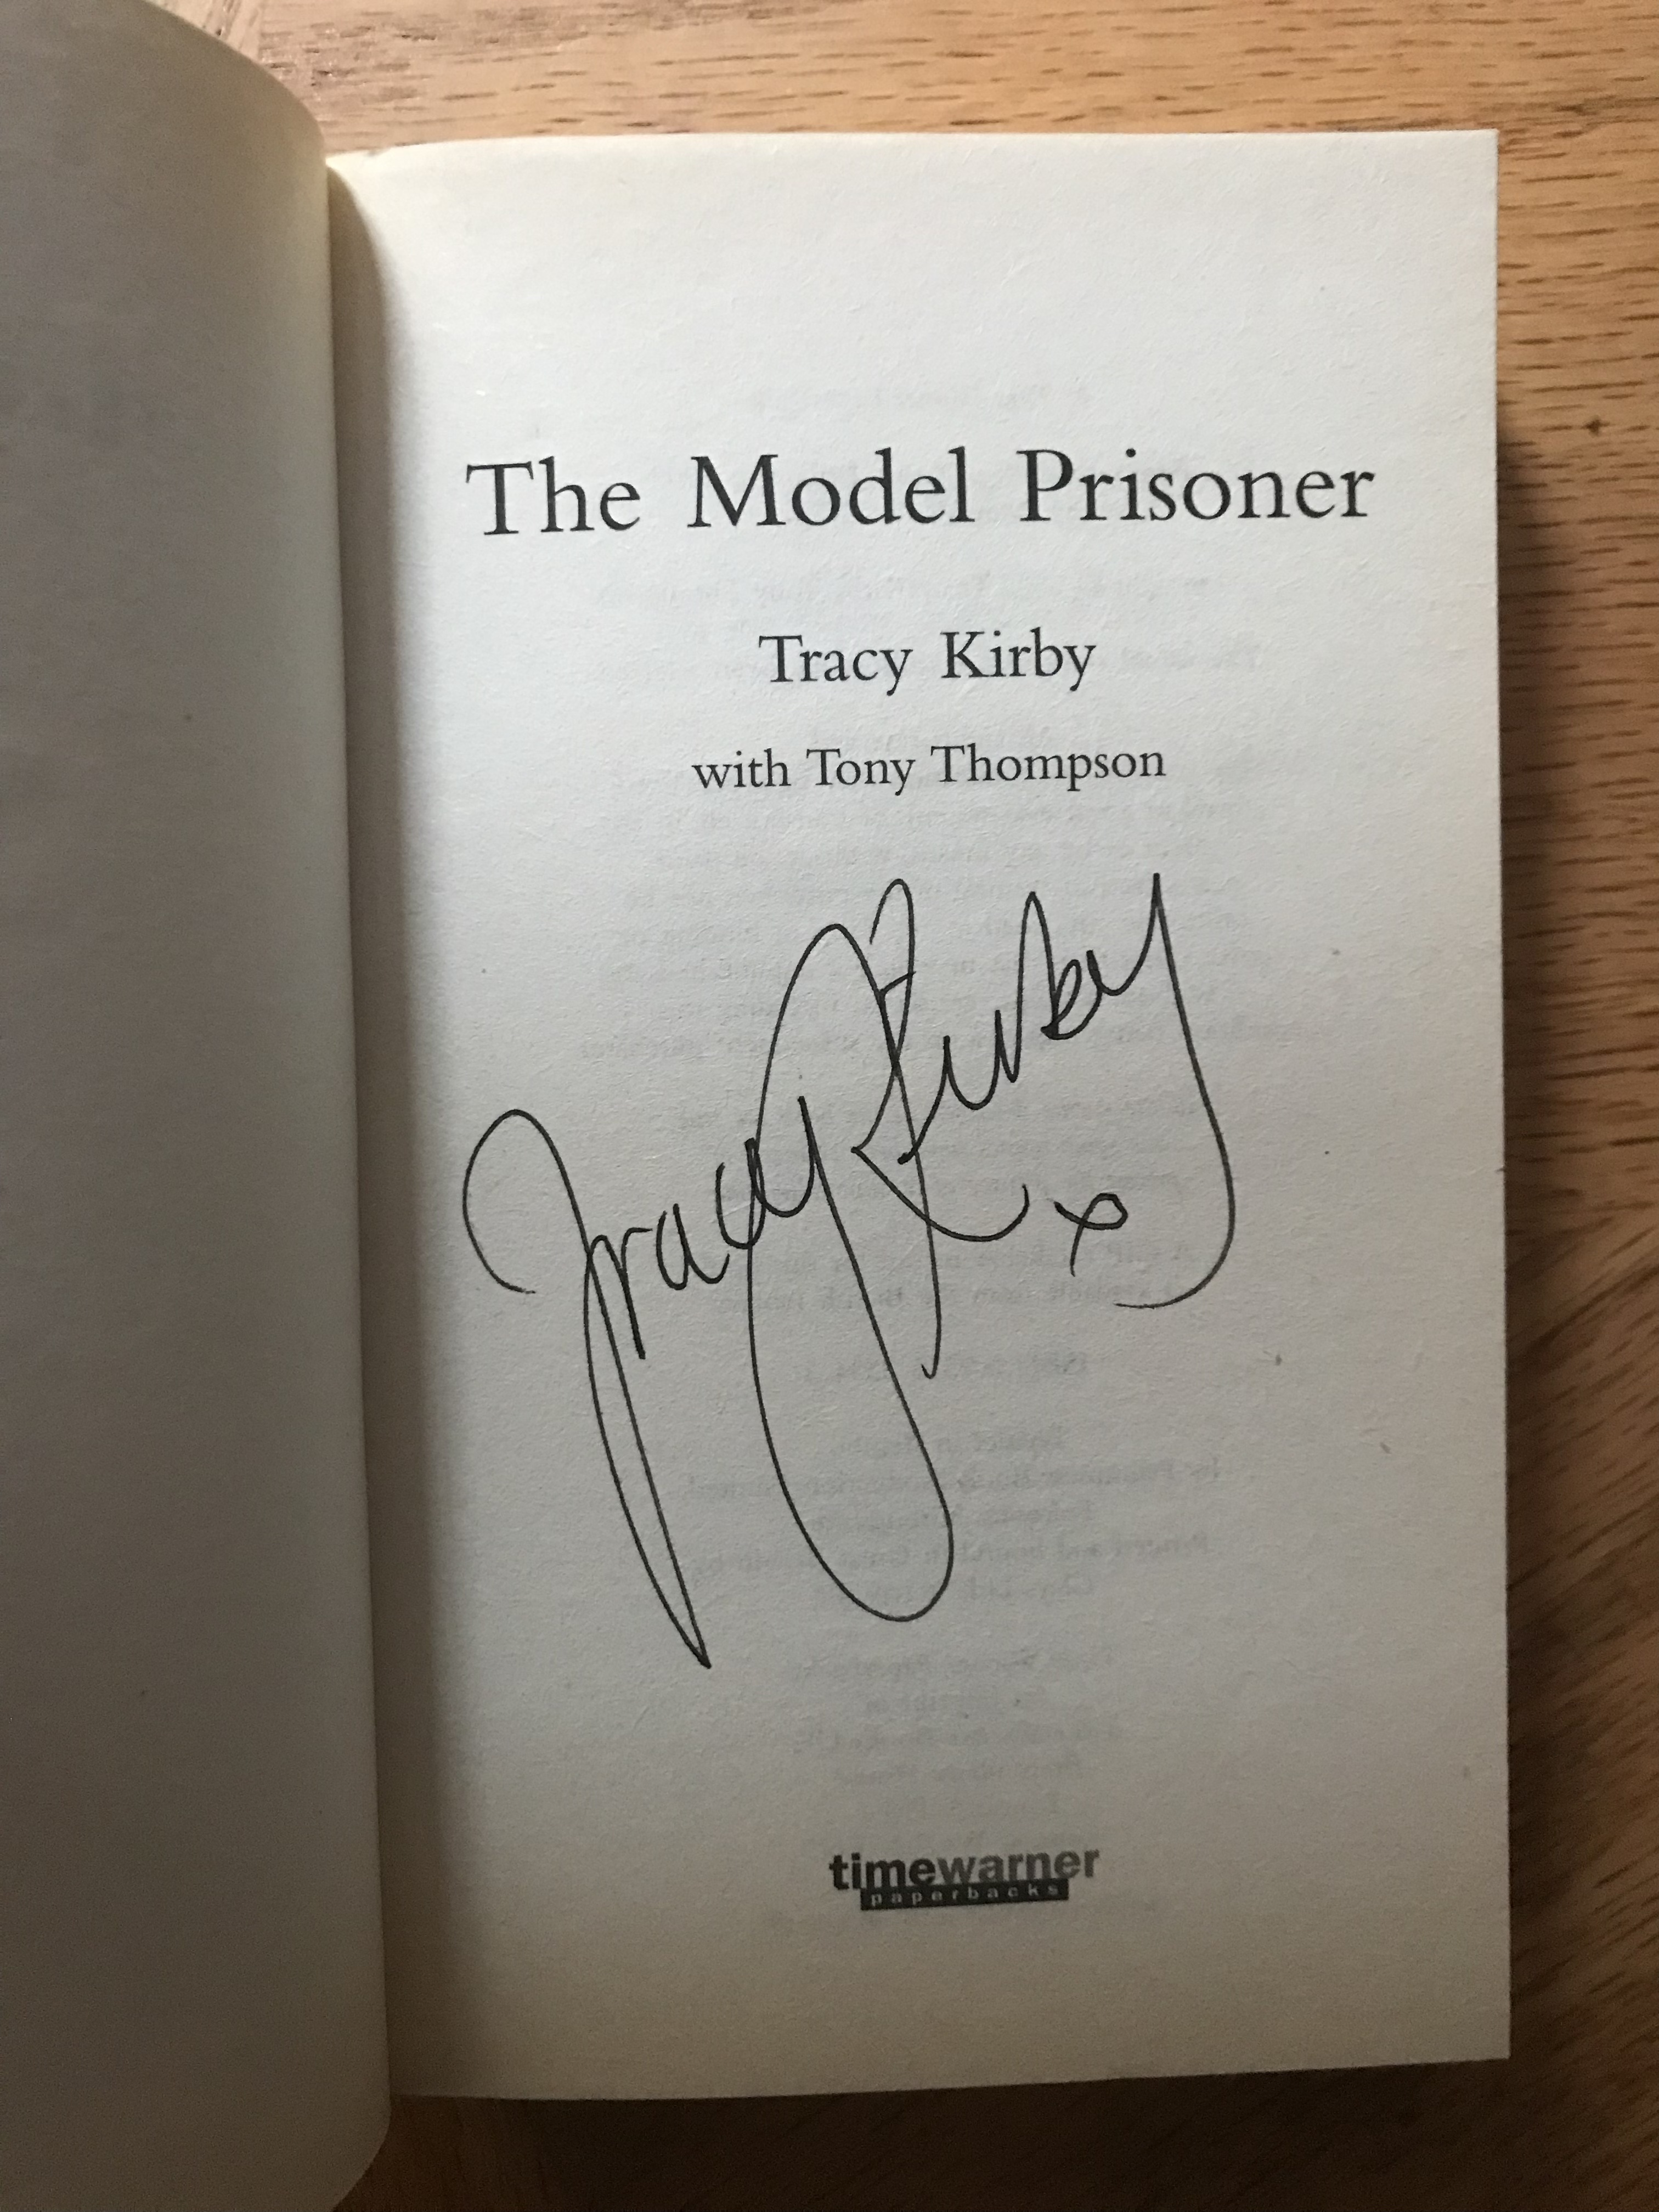 The Model Prisoner
Tracy Kirby
with Tony Thompson
Tracy Kirby
x
timewarner
paperbacks